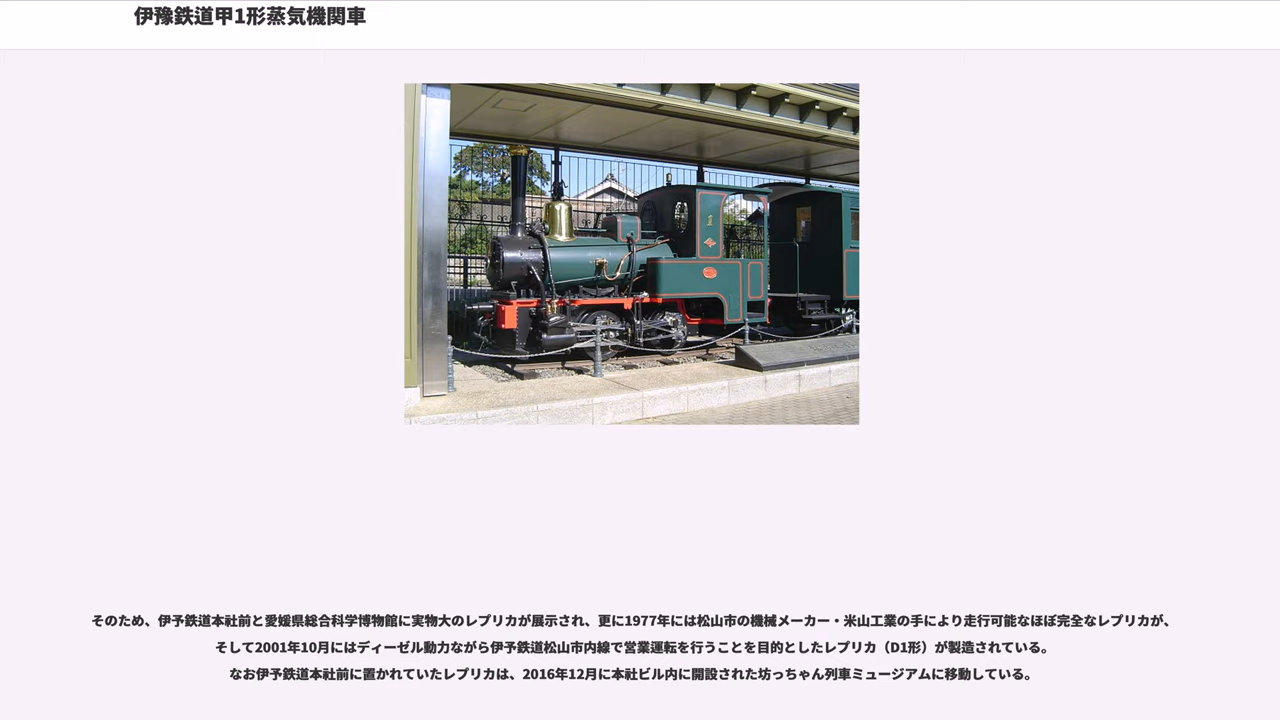 伊豫鉄道甲1形蒸気機関車
1
そのため、伊予鉄道本社前と愛媛県総合科学博物館に実物大のレプリカが展示され、更に1977年には松山市の機械メーカー・米山工業の手により走行可能なほぼ完全なレプリカが、
そして2001年10月にはディーゼル動力ながら伊予鉄道松山市内線で営業運転を行うことを目的としたレプリカ（D1形）が製造されている。
なお伊予鉄道本社前に置かれていたレプリカは、2016年12月に本社ビル内に開設された坊っちゃん列車ミュージアムに移動している。